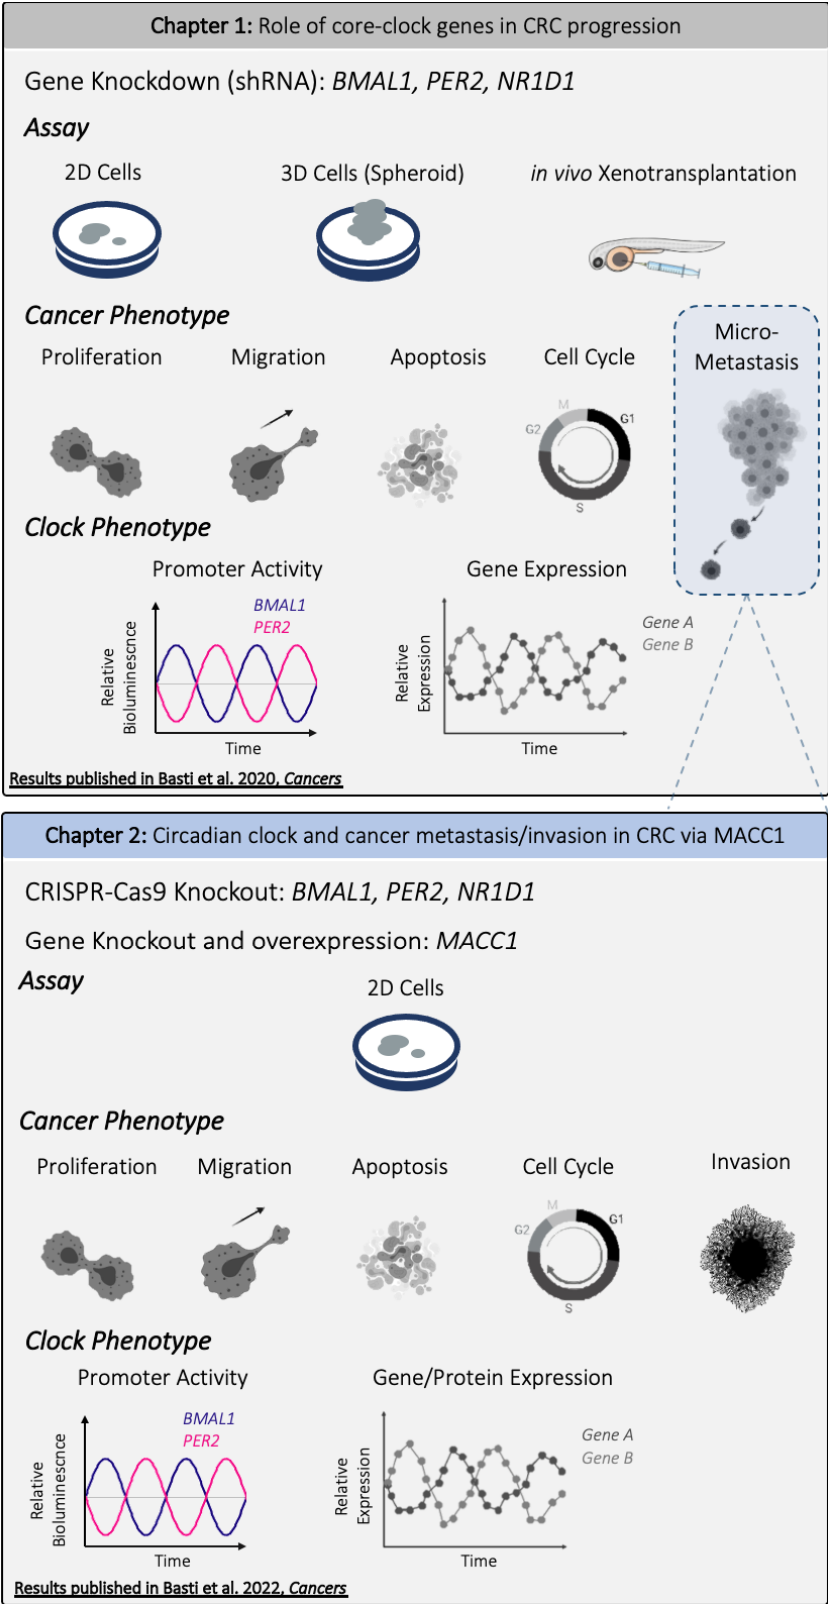 Chapter 1: Role of core-clock genes in CRC progression
Gene Knockdown (shRNA): BMAL1, PER2, NR1D1
Assay
2D Cells
3D Cells (Spheroid)
in vivo Xenotransplantation
Cancer Phenotype
Proliferation
Migration
Apoptosis
Cell Cycle
Micro-
Metastasis
M
G1
G2
S
Clock Phenotype
Promoter Activity
BMAL1
PER2
Relative
Bioluminescnce
Time
Gene Expression
Gene A
Gene B
Relative
Expression
Time
Results published in Basti et al. 2020, Cancers
Chapter 2: Circadian clock and cancer metastasis/invasion in CRC via MACC1
CRISPR-Cas9 Knockout: BMAL1, PER2, NR1D1
Gene Knockout and overexpression: MACC1
Assay
2D Cells
Cancer Phenotype
Proliferation
Migration
Apoptosis
Cell Cycle
Invasion
M
G1
G2
S
Clock Phenotype
Promoter Activity
BMAL1
PER2
Relative
Bioluminescnce
Time
Gene/Protein Expression
Gene A
Gene B
Relative
Expression
Time
Results published in Basti et al. 2022, Cancers